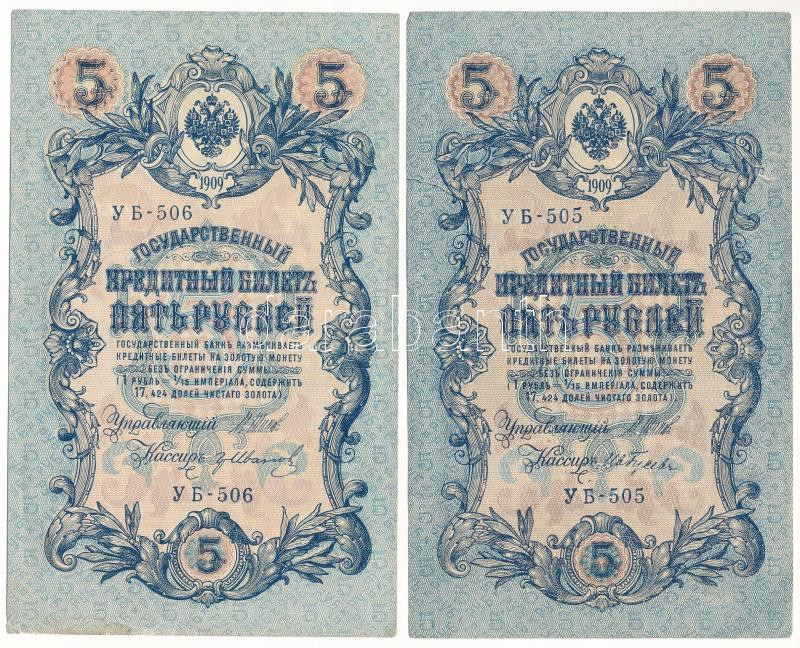 5 5
1909
УБ-506
ГОСУДАРСТВЕННЫЙ
КРЕДИТНЫЙ БИЛЕТЪ
ПЯТЬ РУБЛЕЙ
ГОСУДАРСТВЕННЫЙ БАНКЪ РАЗМѢНИВАЕТЪ
КРЕДИТНЫЕ БИЛЕТЫ НА ЗОЛОТУЮ МОНЕТУ
БЕЗЪ ОГРАНИЧЕНІЯ СУММЫ
(1 РУБЛЬ = 1/15 ИМПЕРІАЛА, СОДЕРЖИТЪ
17,424 ДОЛЕЙ ЧИСТАГО ЗОЛОТА).
Управляющій
Кассиръ
УБ-506
5
5 5
1909
УБ-505
ГОСУДАРСТВЕННЫЙ
КРЕДИТНЫЙ БИЛЕТЪ
ПЯТЬ РУБЛЕЙ
ГОСУДАРСТВЕННЫЙ БАНКЪ РАЗМѢНИВАЕТЪ
КРЕДИТНЫЕ БИЛЕТЫ НА ЗОЛОТУЮ МОНЕТУ
БЕЗЪ ОГРАНИЧЕНІЯ СУММЫ
(1 РУБЛЬ = 1/15 ИМПЕРІАЛА, СОДЕРЖИТЪ
17,424 ДОЛЕЙ ЧИСТАГО ЗОЛОТА).
Управляющій
Кассиръ
УБ-505
5
darabanth